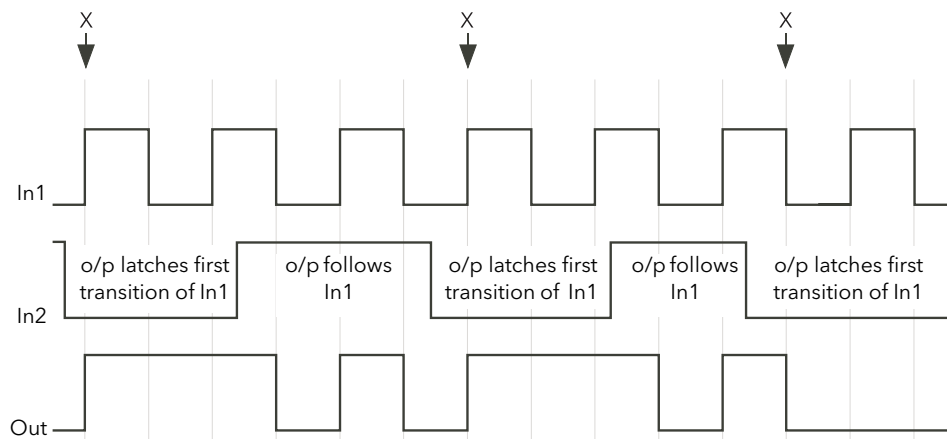 X X X
In1
o/p latches first
transition of In1
o/p follows
In1
o/p latches first
transition of In1
o/p follows
In1
o/p latches first
transition of In1
In2
Out